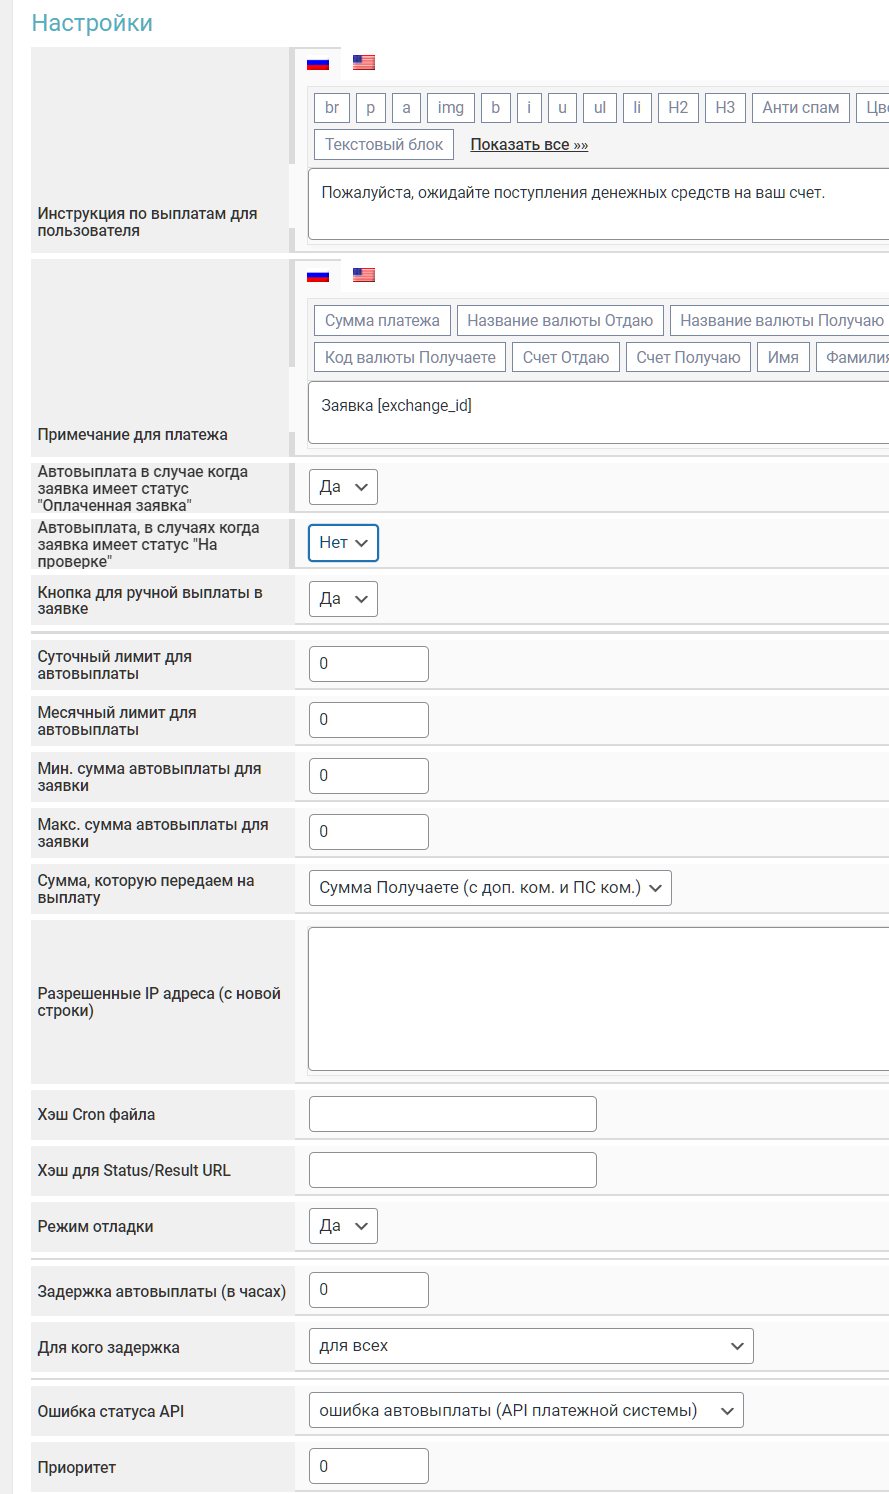 Настройки
br p a img b i u ul li H2 H3 Анти спам
Текстовый блок Показать все »»
Пожалуйста, ожидайте поступления денежных средств на ваш счет.
Инструкция по выплатам для
пользователя
Сумма платежа Название валюты Отдаю Название валюты Получаю
Код валюты Получаете Счет Отдаю Счет Получаю Имя Фамилия
Заявка [exchange_id]
Примечание для платежа
Автовыплата в случае когда
заявка имеет статус
"Оплаченная заявка"
Да
Автовыплата, в случаях когда
заявка имеет статус "На
проверке"
Нет
Кнопка для ручной выплаты в
заявке
Да
Суточный лимит для
автовыплаты
0
Месячный лимит для
автовыплаты
0
Мин. сумма автовыплаты для
заявки
0
Макс. сумма автовыплаты для
заявки
0
Сумма, которую передаем на
выплату
Сумма Получаете (с доп. ком. и ПС ком.)
Разрешенные IP адреса (с новой
строки)
Хэш Cron файла
Хэш для Status/Result URL
Режим отладки
Да
Задержка автовыплаты (в часах)
0
Для кого задержка
для всех
Ошибка статуса API
ошибка автовыплаты (API платежной системы)
Приоритет
0